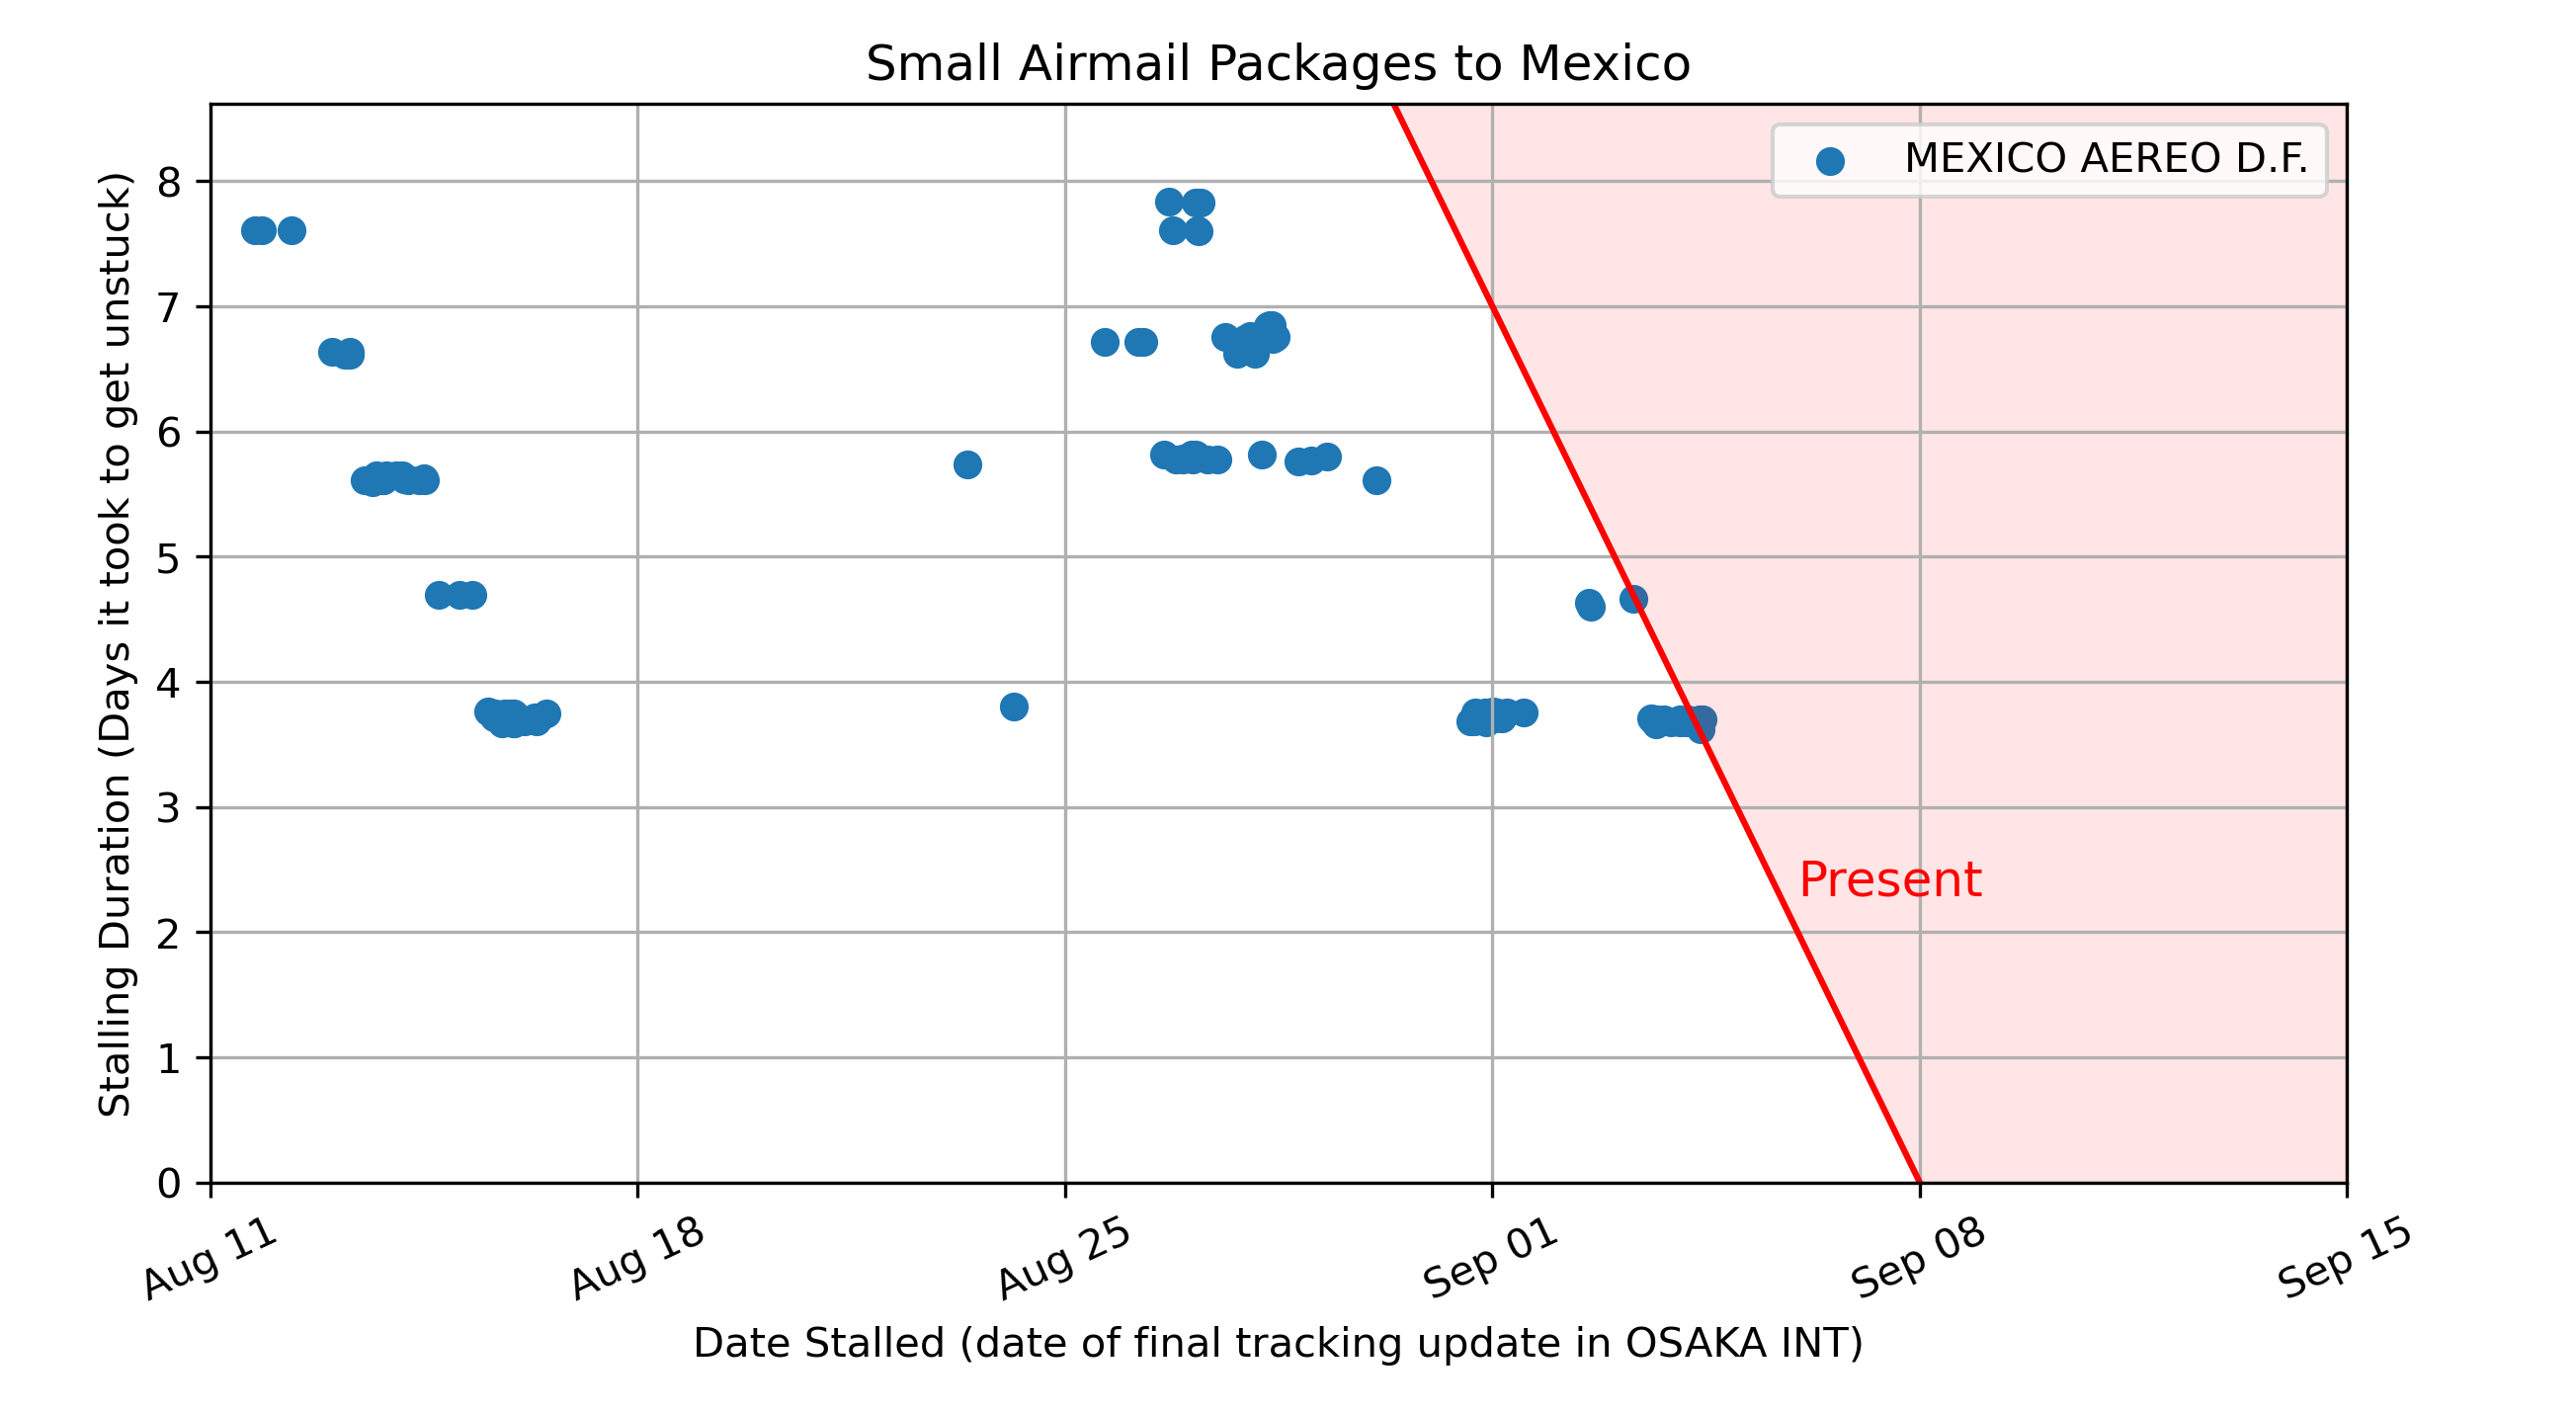 Small Airmail Packages to Mexico
MEXICO AEREO D.F.
Stalling Duration (Days it took to get unstuck)
8
7
6
5
4
3
2
1
0
Present
Aug 11
Aug 18
Aug 25
Sep 01
Sep 08
Sep 15
Date Stalled (date of final tracking update in OSAKA INT)